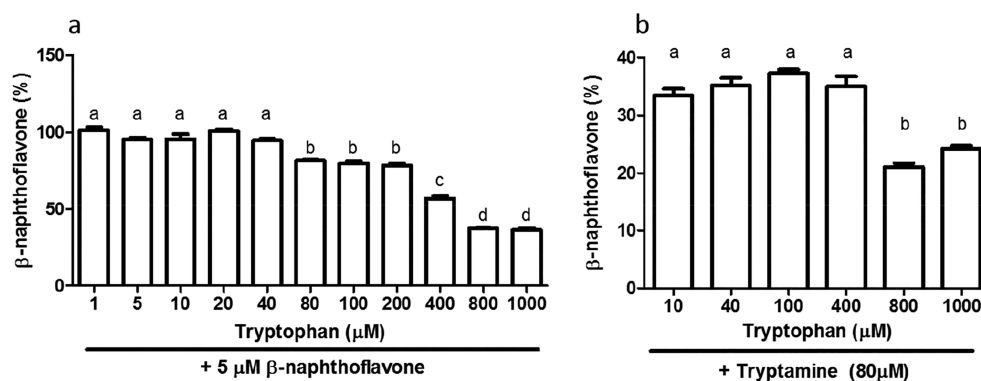 a
β-naphthoflavone (%)
150
100
50
0
a a a a a b b b c d d
1 5 10 20 40 80 100 200 400 800 1000
Tryptophan (μM)
+ 5 μM β-naphthoflavone
b
β-naphthoflavone (%)
40
30
20
10
0
a a a a b b
10 40 100 400 800 1000
Tryptophan (μM)
+ Tryptamine (80μM)